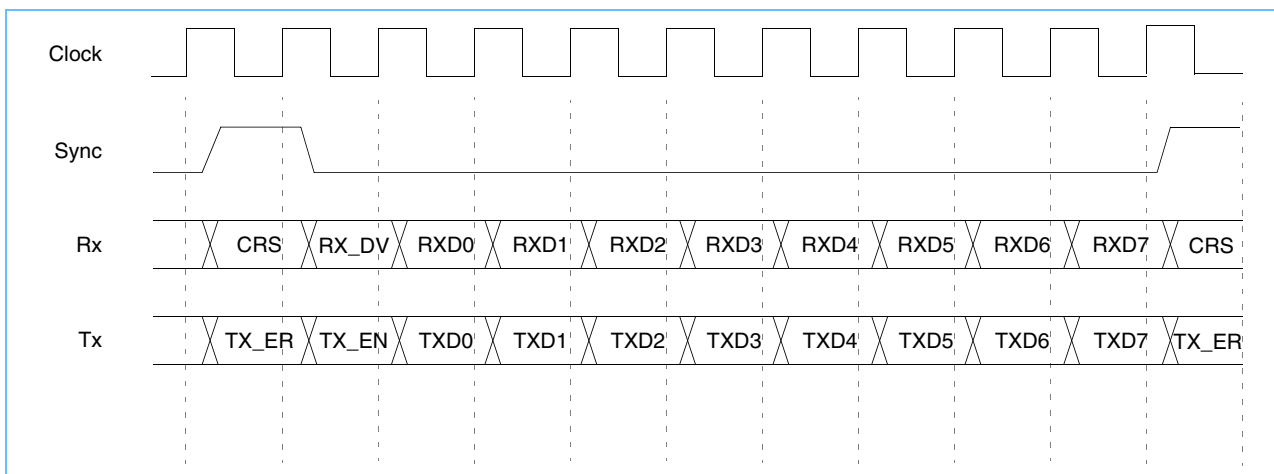 Clock
Sync
Rx CRS RX_DV RXD0 RXD1 RXD2 RXD3 RXD4 RXD5 RXD6 RXD7 CRS
Tx TX_ER TX_EN TXD0 TXD1 TXD2 TXD3 TXD4 TXD5 TXD6 TXD7 TX_ER